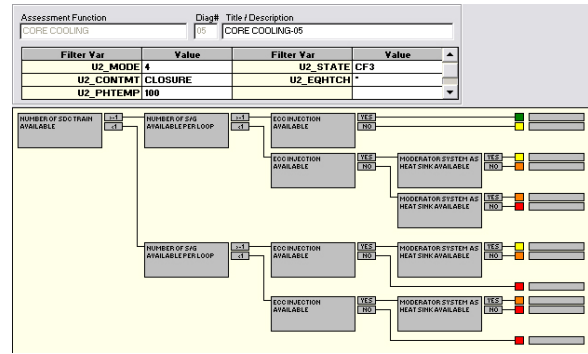 Assessment Function Diag# Title / Description
CORE COOLING 05 CORE COOLING-05
Filter Var Value Filter Var Value
U2_MODE 4 U2_STATE CF3
U2_CONTMT CLOSURE U2_EQHTCH *
U2_PHTEMP 100
NUMBER OF SDC TRAIN AVAILABLE >=1 <1
NUMBER OF S/G AVAILABLE PER LOOP >=1 <1
ECC INJECTION AVAILABLE YES NO
ECC INJECTION AVAILABLE YES NO
MODERATOR SYSTEM AS HEAT SINK AVAILABLE YES NO
MODERATOR SYSTEM AS HEAT SINK AVAILABLE YES NO
NUMBER OF S/G AVAILABLE PER LOOP >=1 <1
ECC INJECTION AVAILABLE YES NO
MODERATOR SYSTEM AS HEAT SINK AVAILABLE YES NO
ECC INJECTION AVAILABLE YES NO
MODERATOR SYSTEM AS HEAT SINK AVAILABLE YES NO